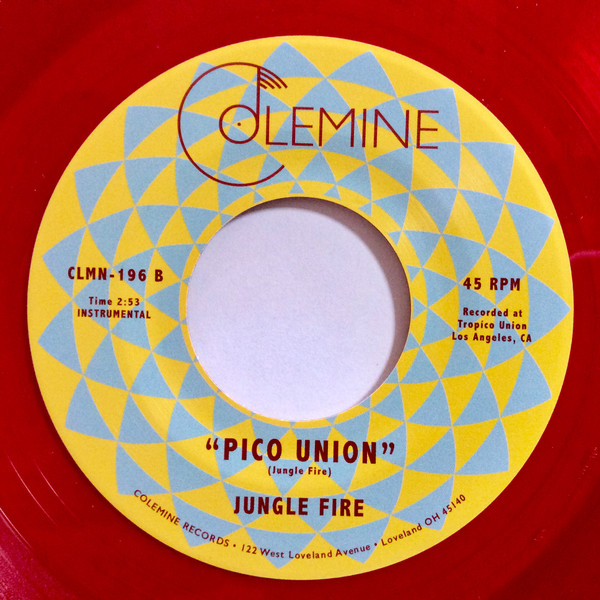 COLEMINE
CLMN-196 B
Time 2:53
INSTRUMENTAL
45 RPM
Recorded at
Tropico Union
Los Angeles, CA
“PICO UNION”
(Jungle Fire)
JUNGLE FIRE
COLEMINE RECORDS • 122 West Loveland Avenue • Loveland OH 45140